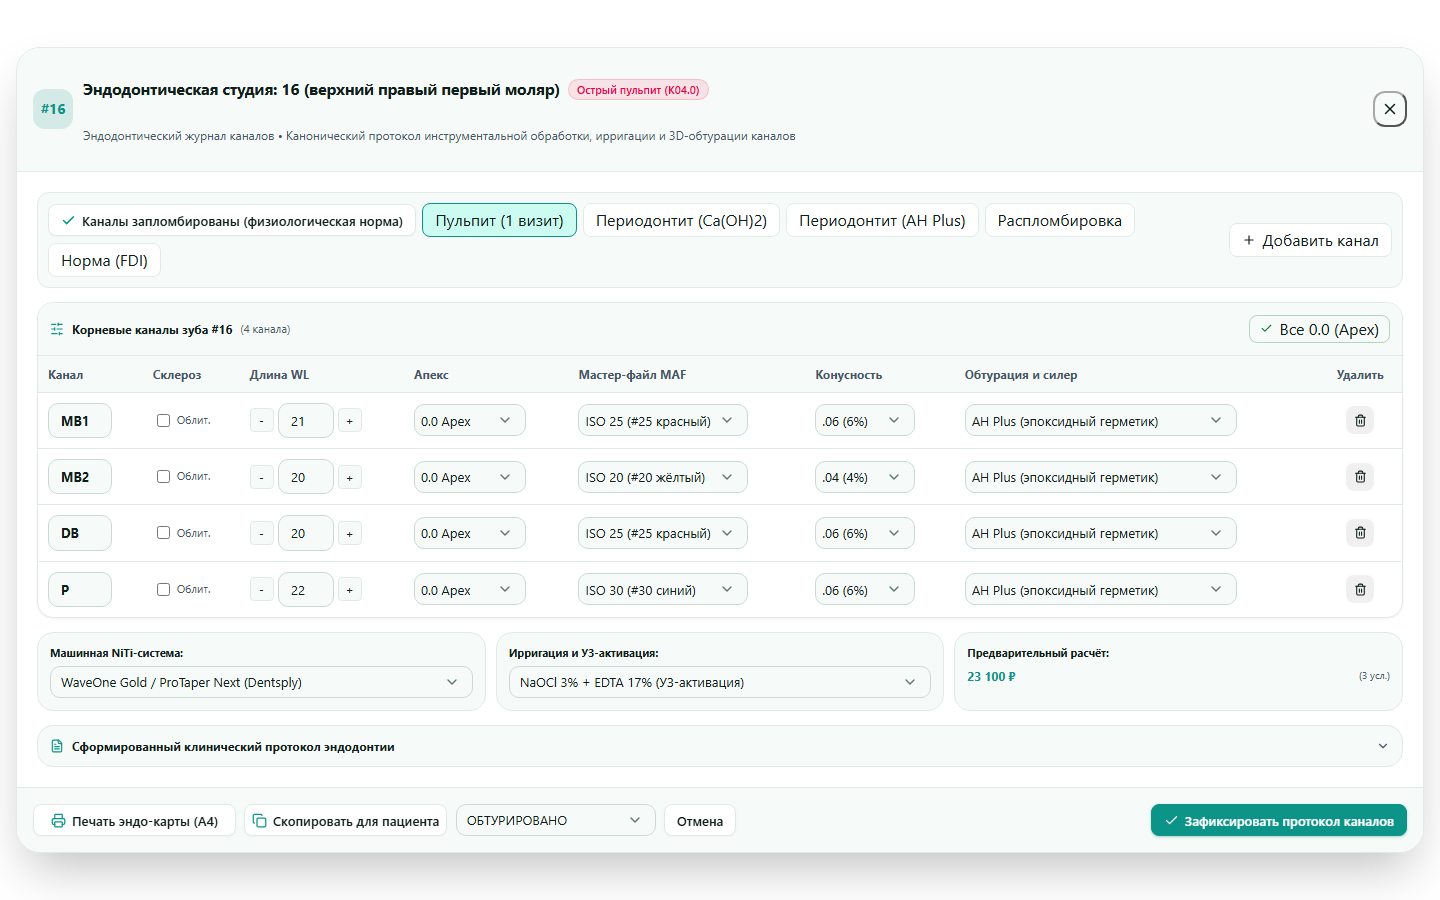 #16
Эндодонтическая студия: 16 (верхний правый первый моляр)
Острый пульпит (K04.0)
Эндодонтический журнал каналов • Канонический протокол инструментальной обработки, ирригации и 3D-обтурации каналов
Каналы запломбированы (физиологическая норма)
Пульпит (1 визит)
Периодонтит (Ca(OH)2)
Периодонтит (AH Plus)
Распломбировка
Норма (FDI)
+ Добавить канал
Корневые каналы зуба #16 (4 канала)
Все 0.0 (Apex)
Канал Склероз Длина WL Апекс Мастер-файл MAF Конусность Обтурация и силер Удалить
MB1 Облит. - 21 + 0.0 Apex ISO 25 (#25 красный) .06 (6%) AH Plus (эпоксидный герметик)
MB2 Облит. - 20 + 0.0 Apex ISO 20 (#20 жёлтый) .04 (4%) AH Plus (эпоксидный герметик)
DB Облит. - 20 + 0.0 Apex ISO 25 (#25 красный) .06 (6%) AH Plus (эпоксидный герметик)
P Облит. - 22 + 0.0 Apex ISO 30 (#30 синий) .06 (6%) AH Plus (эпоксидный герметик)
Машинная NiTi-система:
WaveOne Gold / ProTaper Next (Dentsply)
Ирригация и УЗ-активация:
NaOCl 3% + EDTA 17% (УЗ-активация)
Предварительный расчёт:
23 100 ₽ (3 усл.)
Сформированный клинический протокол эндодонтии
Печать эндо-карты (А4)
Скопировать для пациента
ОБТУРИРОВАНО
Отмена
Зафиксировать протокол каналов